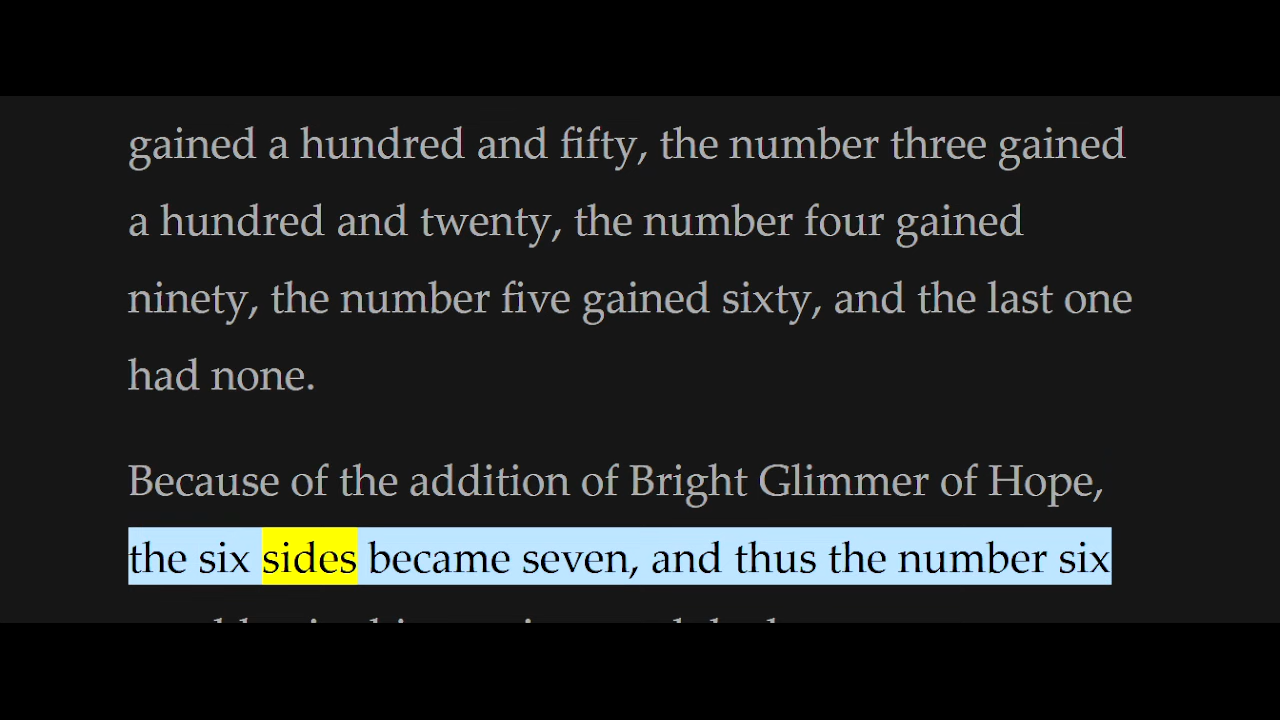 gained a hundred and fifty, the number three gained
a hundred and twenty, the number four gained
ninety, the number five gained sixty, and the last one
had none.
Because of the addition of Bright Glimmer of Hope,
the six sides became seven, and thus the number six